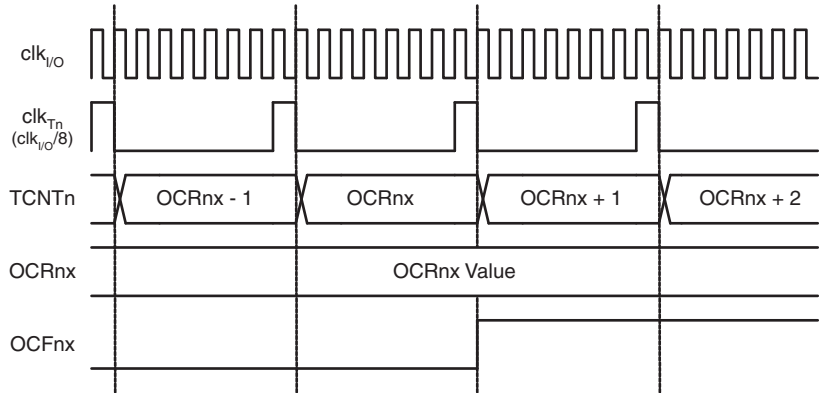 clkI/O
clkTn
(clkI/O/8)
TCNTn
OCRnx - 1
OCRnx
OCRnx + 1
OCRnx + 2
OCRnx
OCRnx Value
OCFnx